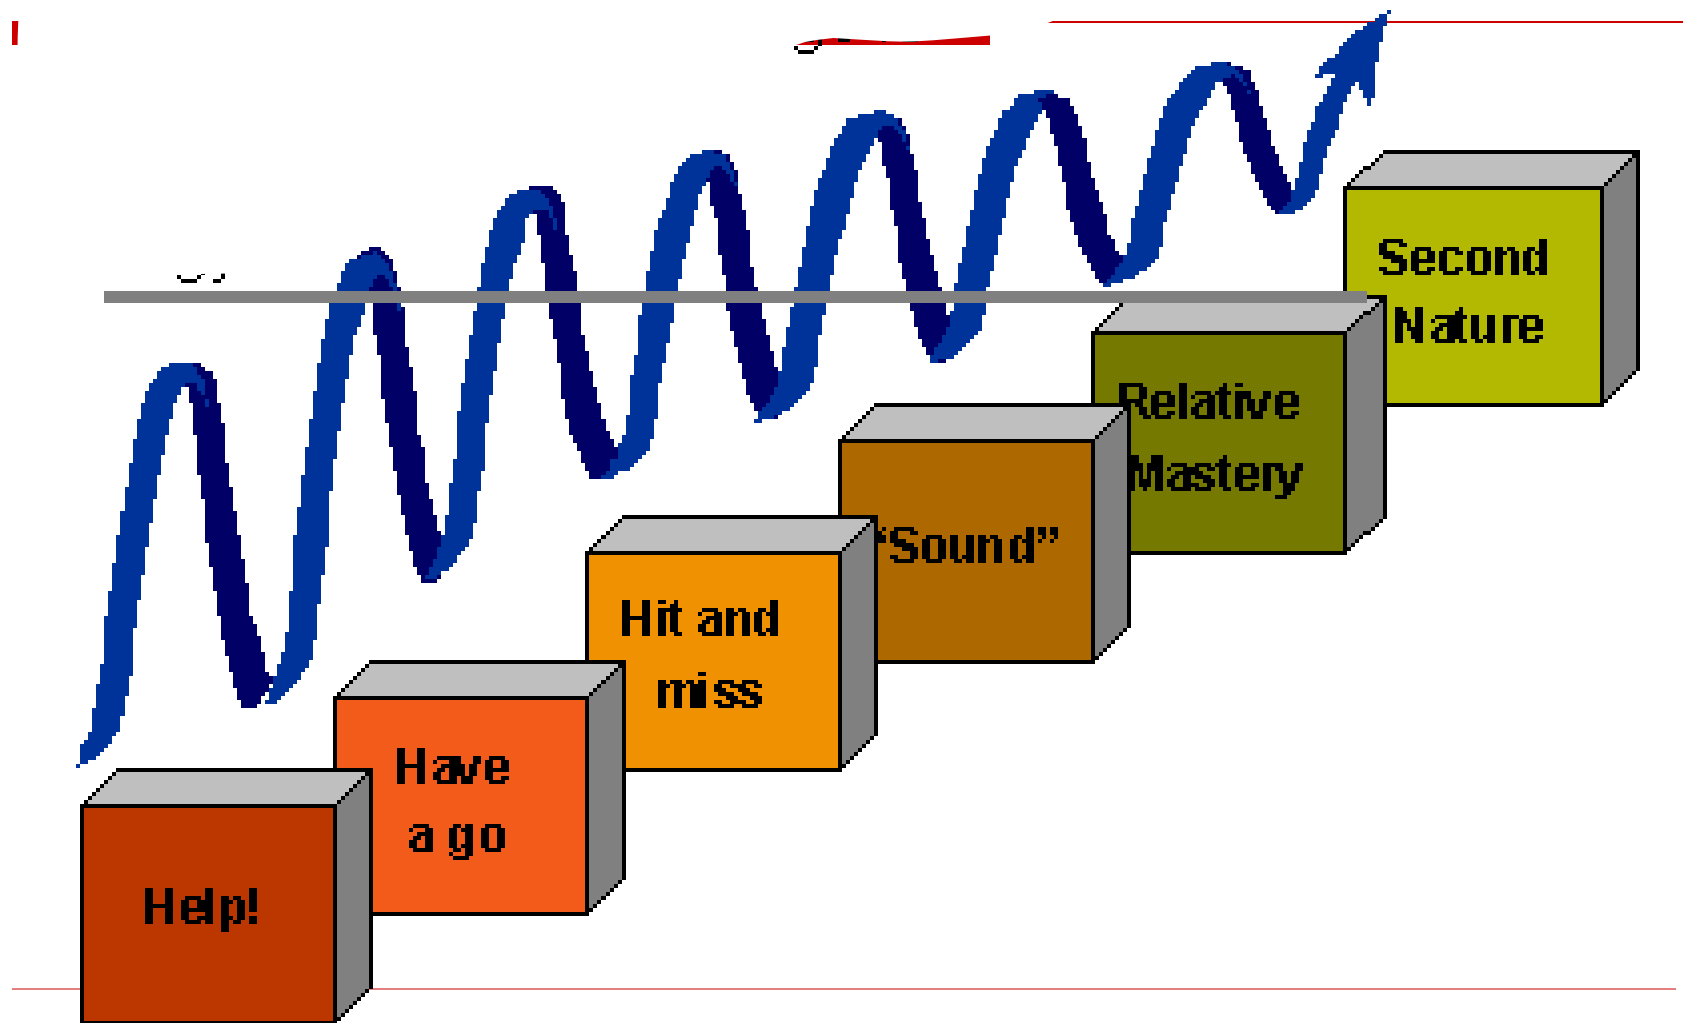 Second
Nature
Relative
Mastery
“Sound”
Hit and
miss
Have
a go
Help!